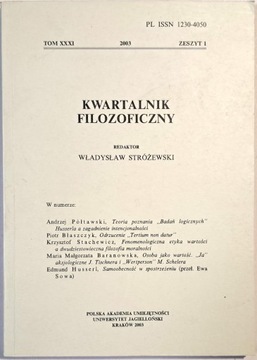 PL ISSN 1230-4050
TOM XXXI 2003 ZESZYT 1
KWARTALNIK
FILOZOFICZNY
REDAKTOR
WŁADYSŁAW STRÓŻEWSKI
W numerze:
Andrzej Półtawski, Teoria poznania „Badań logicznych"
Husserla a zagadnienie intencjonalności
Piotr Błaszczyk, Odrzucenie „Tertium non datur"
Krzysztof Stachewicz, Fenomenologiczna etyka wartości
a dwudziestowieczna filozofia moralności
Maria Małgorzata Baranowska, Osoba jako wartość. „Ja"
aksjologiczne J. Tischnera i „Wertperson" M. Schelera
Edmund Husserl, Samoobecność w spostrzeżeniu (przeł. Ewa
Sowa)
POLSKA AKADEMIA UMIEJĘTNOŚCI
UNIWERSYTET JAGIELLOŃSKI
KRAKÓW 2003